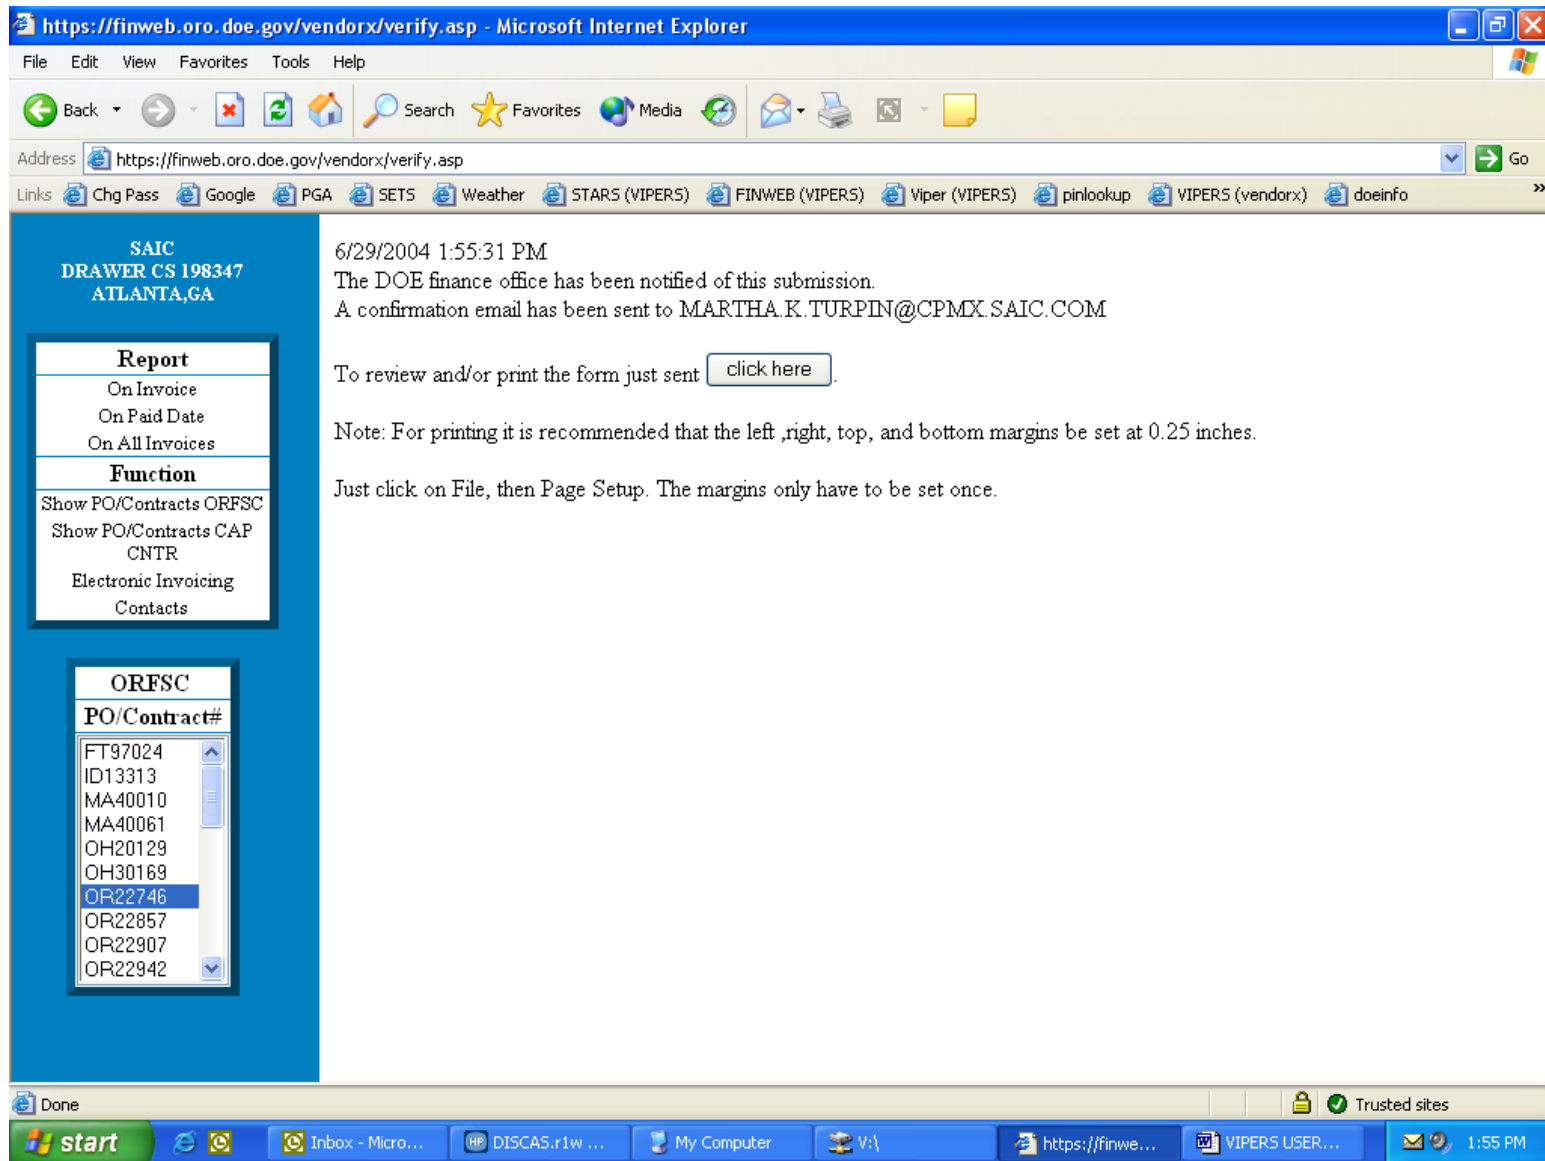 https://finweb.oro.doe.gov/vendorx/verify.asp - Microsoft Internet Explorer
File Edit View Favorites Tools Help
Back Search Favorites Media
Address https://finweb.oro.doe.gov/vendorx/verify.asp Go
Links Chg Pass Google PGA SETS Weather STARS (VIPERS) FINWEB (VIPERS) Viper (VIPERS) pinlookup VIPERS (vendorx) doeinfo »
SAIC
DRAWER CS 198347
ATLANTA,GA
Report
On Invoice
On Paid Date
On All Invoices
Function
Show PO/Contracts ORFSC
Show PO/Contracts CAP
CNTR
Electronic Invoicing
Contacts
ORFSC
PO/Contract#
FT97024
ID13313
MA40010
MA40061
OH20129
OH30169
OR22746
OR22857
OR22907
OR22942
6/29/2004 1:55:31 PM
The DOE finance office has been notified of this submission.
A confirmation email has been sent to MARTHA.K.TURPIN@CPMX.SAIC.COM
To review and/or print the form just sent click here .
Note: For printing it is recommended that the left ,right, top, and bottom margins be set at 0.25 inches.
Just click on File, then Page Setup. The margins only have to be set once.
Done Trusted sites
start Inbox - Micro... DISCAS.r1w ... My Computer V:\ https://finwe... VIPERS USER... 1:55 PM